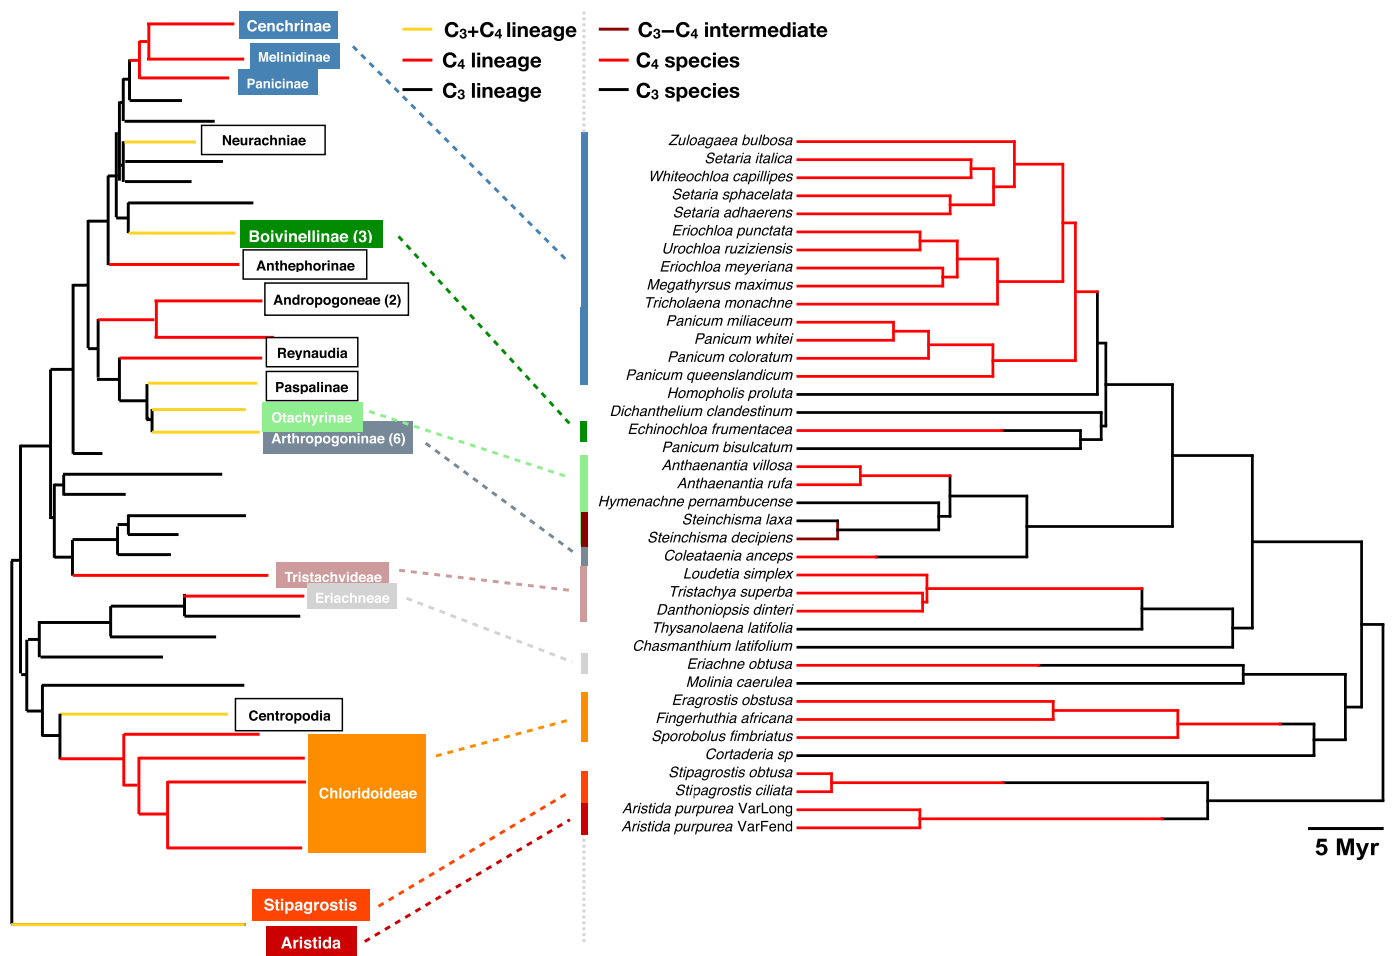 Cenchrinae
Melinidinae
Panicinae
Neurachniae
Boivinellinae (3)
Anthephorinae
Andropogoneae (2)
Reynaudia
Paspalinae
Otachyrinae
Arthropogoninae (6)
Tristachvideae
Eriachneae
Centropodia
Chloridoideae
Stipagrostis
Aristida
C3+C4 lineage
C4 lineage
C3 lineage
C3–C4 intermediate
C4 species
C3 species
Zuloagaea bulbosa
Setaria italica
Whiteochloa capillipes
Setaria sphacelata
Setaria adhaerens
Eriochloa punctata
Urochloa ruziziensis
Eriochloa meyeriana
Megathyrsus maximus
Tricholaena monachne
Panicum miliaceum
Panicum whitei
Panicum coloratum
Panicum queenslandicum
Homopholis proluta
Dichanthelium clandestinum
Echinochloa frumentacea
Panicum bisulcatum
Anthaenantia villosa
Anthaenantia rufa
Hymenachne pernambucense
Steinchisma laxa
Steinchisma decipiens
Coleataenia anceps
Loudetia simplex
Tristachya superba
Danthoniopsis dinteri
Thysanolaena latifolia
Chasmanthium latifolium
Eriachne obtusa
Molinia caerulea
Eragrostis obstusa
Fingerhuthia africana
Sporobolus fimbriatus
Cortaderia sp
Stipagrostis obtusa
Stipagrostis ciliata
Aristida purpurea VarLong
Aristida purpurea VarFend
5 Myr